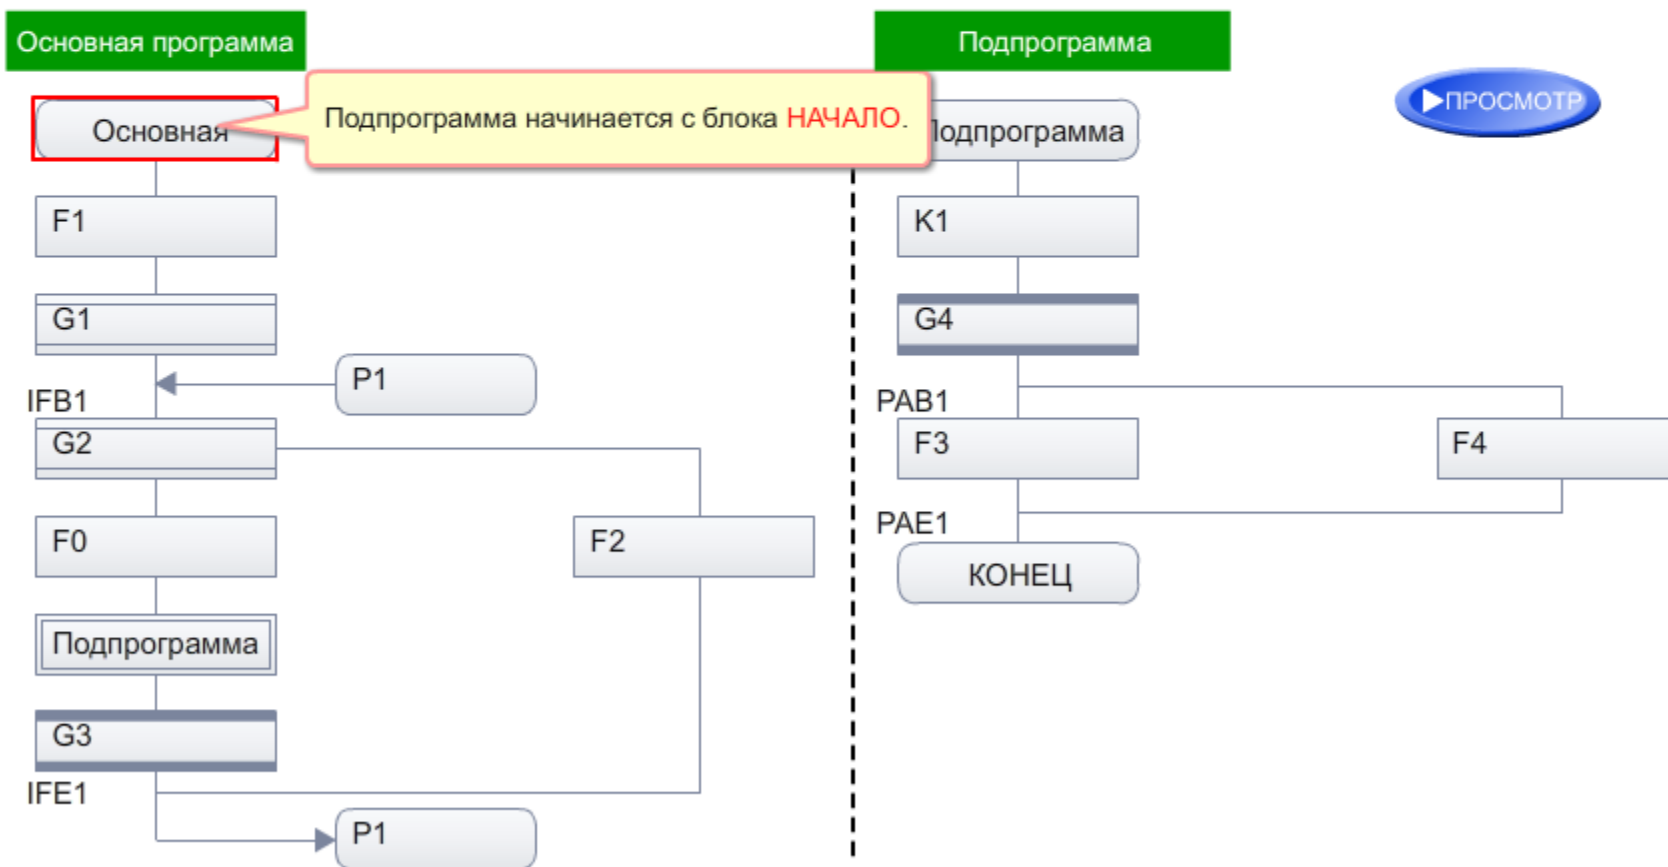 Основная программа
Подпрограмма
ПРОСМОТР
Основная
Подпрограмма начинается с блока НАЧАЛО.
Подпрограмма
F1
K1
G1
G4
P1
IFB1
PAB1
G2
F3
F4
F0
F2
PAE1
КОНЕЦ
Подпрограмма
G3
IFE1
P1